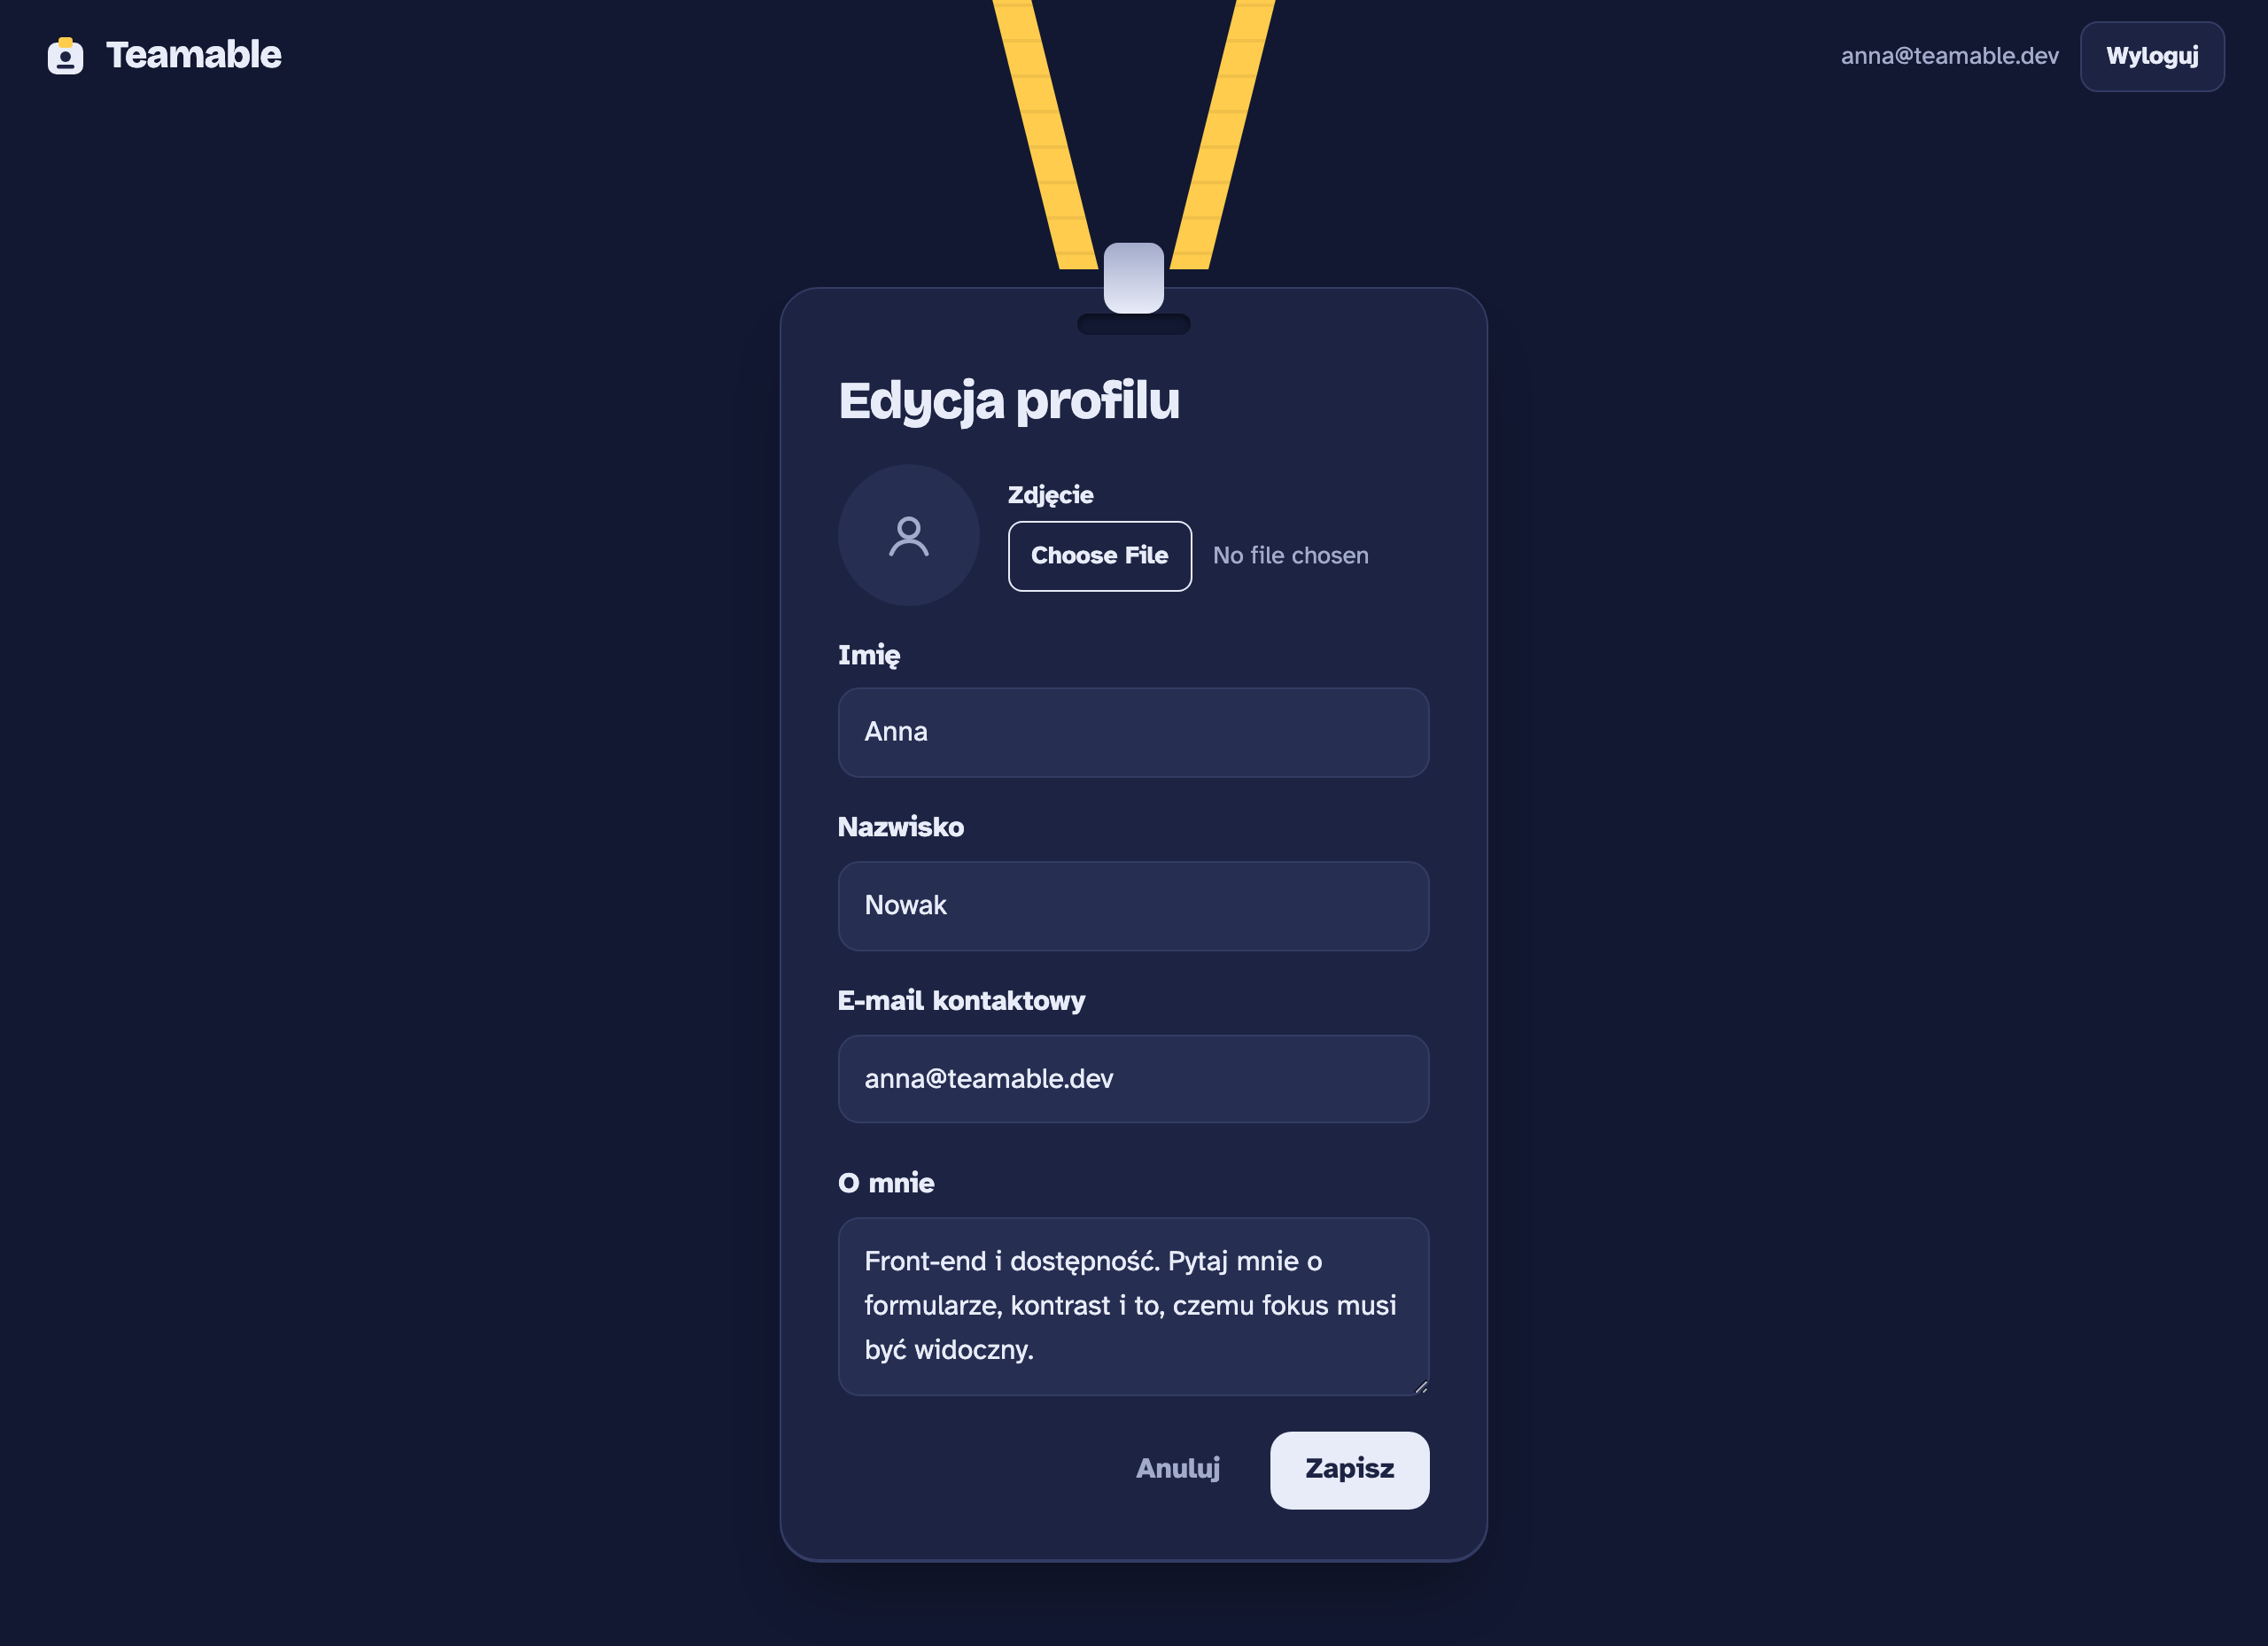 Teamable
anna@teamable.dev
Wyloguj
Edycja profilu
Zdjęcie
Choose File No file chosen
Imię
Anna
Nazwisko
Nowak
E-mail kontaktowy
anna@teamable.dev
O mnie
Front-end i dostępność. Pytaj mnie o
formularze, kontrast i to, czemu fokus musi
być widoczny.
Anuluj
Zapisz